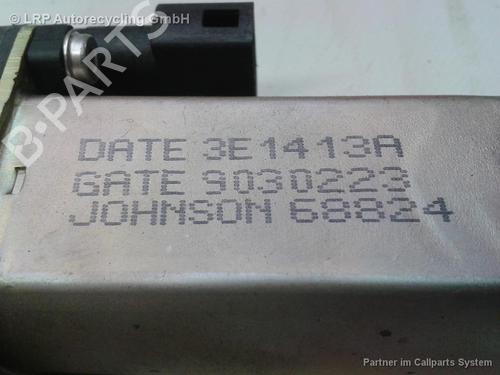 © LRP Autorecycling GmbH
B-PARTS
DATE 3E1413A
GATE 9030223
JOHNSON 68824
Partner im Callparts System